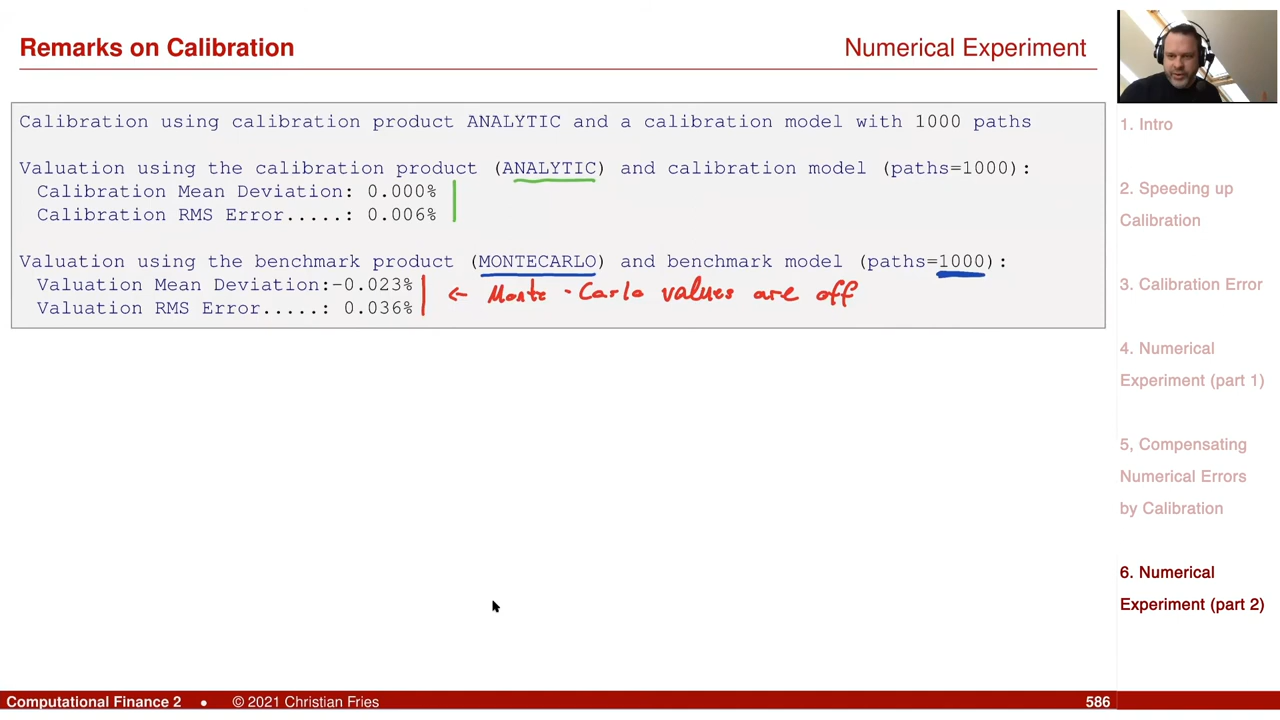 Remarks on Calibration
Numerical Experiment
Calibration using calibration product ANALYTIC and a calibration model with 1000 paths
Valuation using the calibration product (ANALYTIC) and calibration model (paths=1000):
Calibration Mean Deviation: 0.000%
Calibration RMS Error.....: 0.006%
Valuation using the benchmark product (MONTECARLO) and benchmark model (paths=1000):
Valuation Mean Deviation:-0.023%
Valuation RMS Error.....: 0.036%
← Monte-Carlo values are off
1. Intro
2. Speeding up
Calibration
3. Calibration Error
4. Numerical
Experiment (part 1)
5, Compensating
Numerical Errors
by Calibration
6. Numerical
Experiment (part 2)
Computational Finance 2 • © 2021 Christian Fries
586